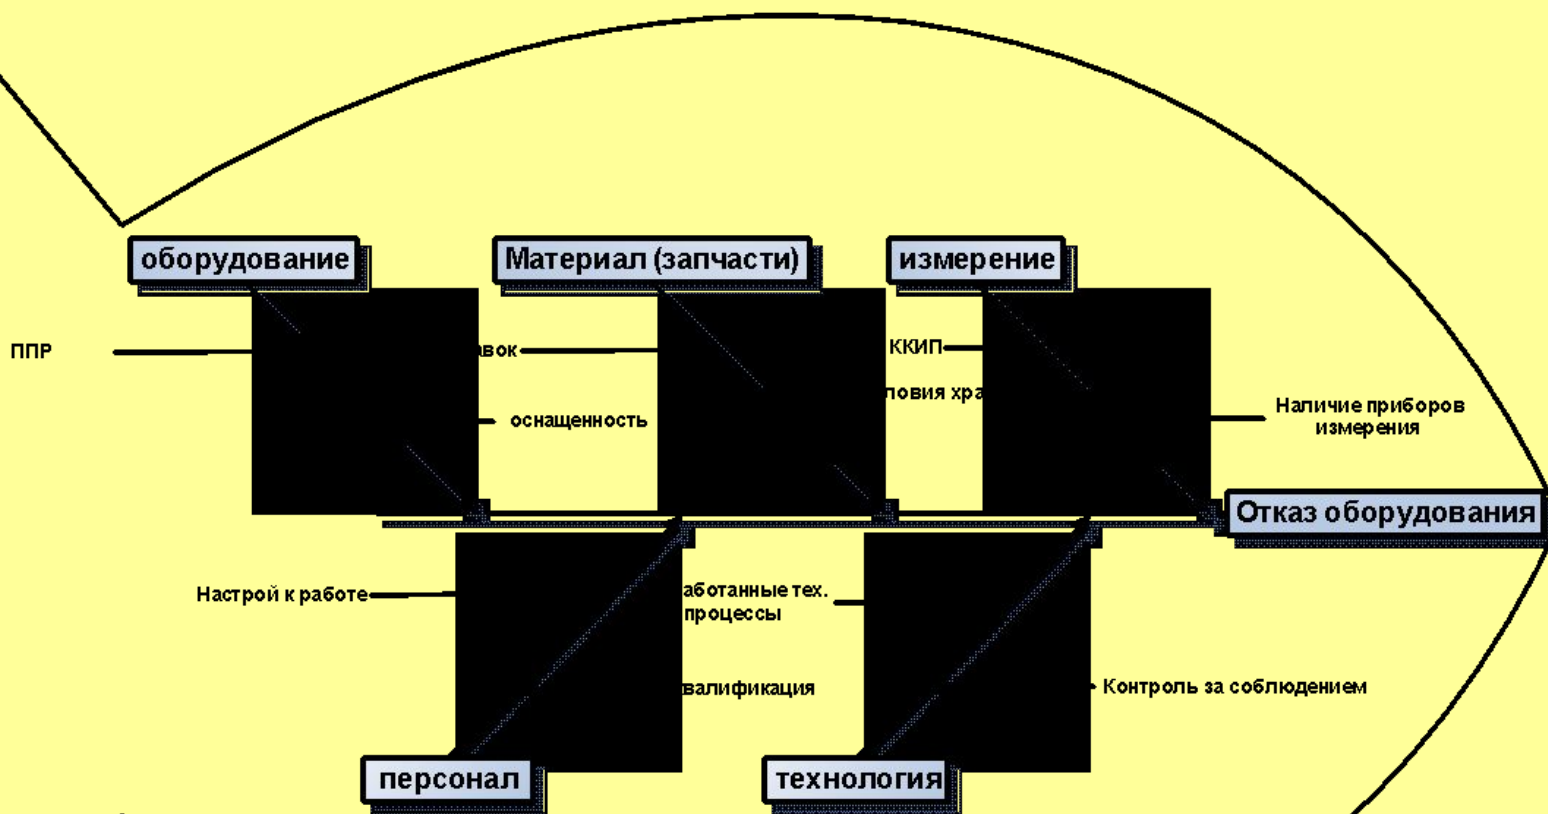 оборудование
Материал (запчасти)
измерение
ППР
авок
ККИП
ловия хра
оснащенность
Наличие приборов
измерения
Отказ оборудования
Настрой к работе
аботанные тех.
процессы
валификация
Контроль за соблюдением
персонал
технология